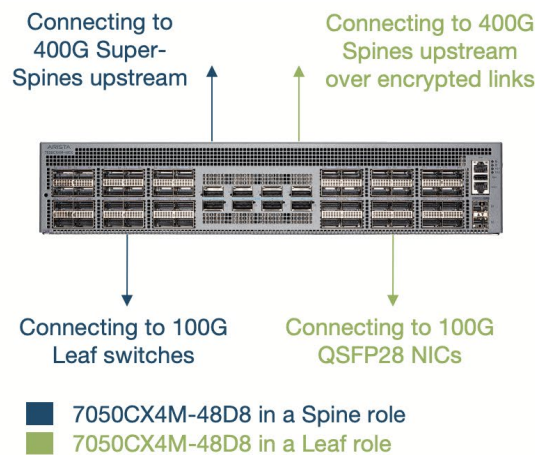 Connecting to
400G Super-
Spines upstream
Connecting to 400G
Spines upstream
over encrypted links
ARISTA
Connecting to 100G
Leaf switches
Connecting to 100G
QSFP28 NICs
7050CX4M-48D8 in a Spine role
7050CX4M-48D8 in a Leaf role